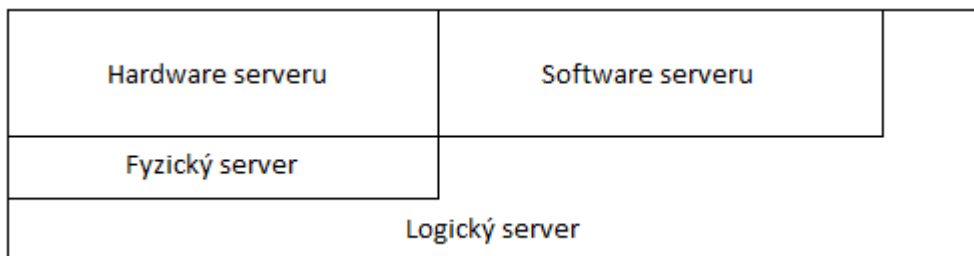 Hardware serveru
Software serveru
Fyzický server
Logický server